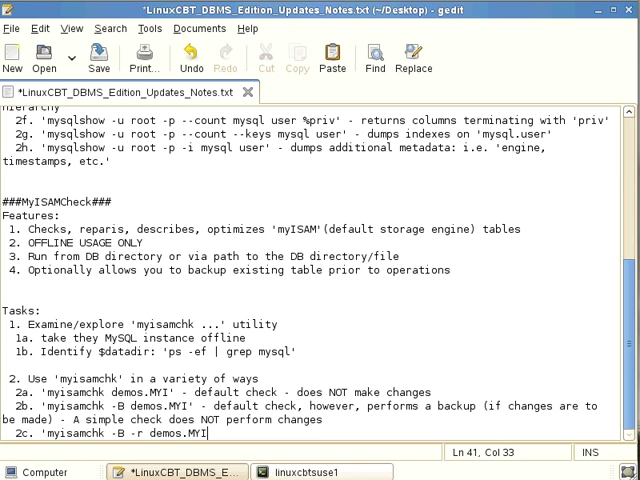 *LinuxCBT_DBMS_Edition_Updates_Notes.txt (~/Desktop) - gedit
File Edit View Search Tools Documents Help
New Open Save Print... Undo Redo Cut Copy Paste Find Replace
*LinuxCBT_DBMS_Edition_Updates_Notes.txt
hierarchy
2f. 'mysqlshow -u root -p --count mysql user %priv' - returns columns terminating with 'priv'
2g. 'mysqlshow -u root -p --count --keys mysql user' - dumps indexes on 'mysql.user'
2h. 'mysqlshow -u root -p -i mysql user' - dumps additional metadata: i.e. 'engine,
timestamps, etc.'
###MyISAMCheck###
Features:
1. Checks, reparis, describes, optimizes 'myISAM'(default storage engine) tables
2. OFFLINE USAGE ONLY
3. Run from DB directory or via path to the DB directory/file
4. Optionally allows you to backup existing table prior to operations
Tasks:
1. Examine/explore 'myisamchk ...' utility
1a. take they MySQL instance offline
1b. Identify $datadir: 'ps -ef | grep mysql'
2. Use 'myisamchk' in a variety of ways
2a. 'myisamchk demos.MYI' - default check - does NOT make changes
2b. 'myisamchk -B demos.MYI' - default check, however, performs a backup (if changes are to
be made) - A simple check does NOT perform changes
2c. 'myisamchk -B -r demos.MYI
Ln 41, Col 33 INS
Computer *LinuxCBT_DBMS_E... linuxcbtsuse1